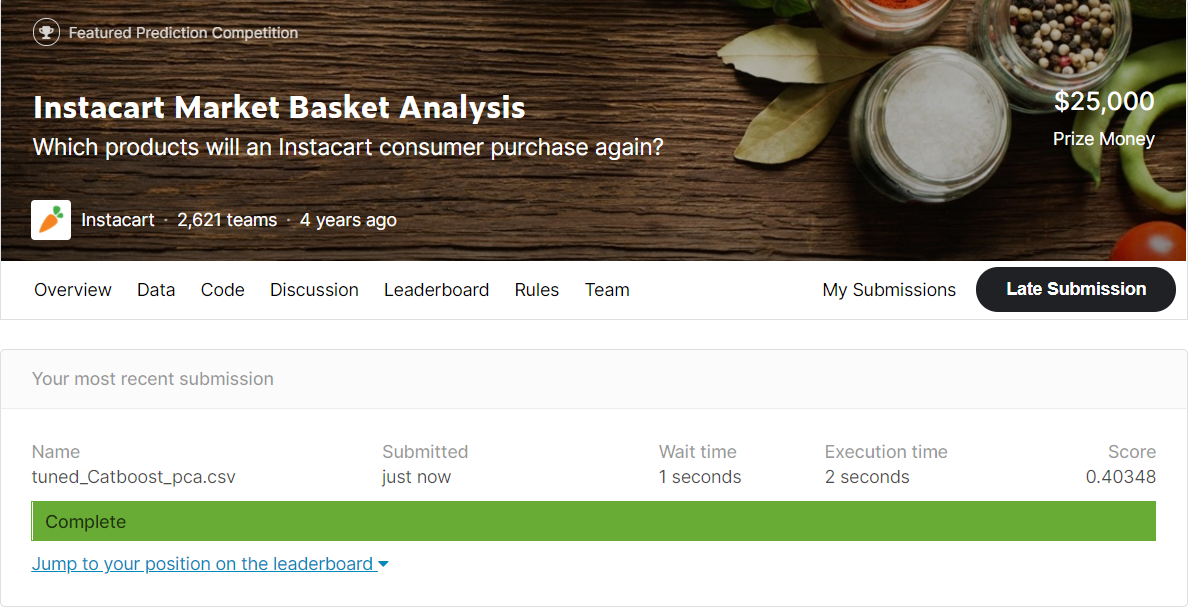 Featured Prediction Competition
Instacart Market Basket Analysis
$25,000
Which products will an Instacart consumer purchase again?
Prize Money
Instacart · 2,621 teams · 4 years ago
Overview Data Code Discussion Leaderboard Rules Team My Submissions Late Submission
Your most recent submission
Name Submitted Wait time Execution time Score
tuned_Catboost_pca.csv just now 1 seconds 2 seconds 0.40348
Complete
Jump to your position on the leaderboard